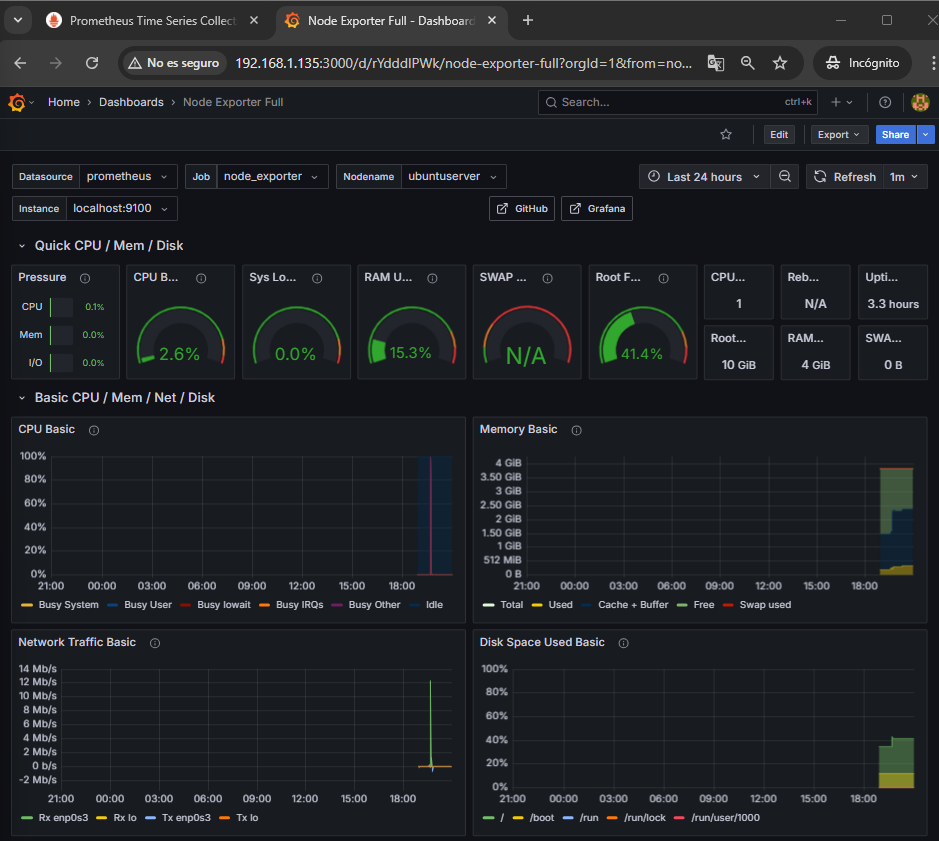 Prometheus Time Series Collect
Node Exporter Full - Dashboard
No es seguro 192.168.1.135:3000/d/rYdddlPWk/node-exporter-full?orgId=1&from=no... Incógnito
Home › Dashboards › Node Exporter Full Search... ctrl+k
Edit Export Share
Datasource prometheus Job node_exporter Nodename ubuntuserver Last 24 hours Refresh 1m
Instance localhost:9100 GitHub Grafana
Quick CPU / Mem / Disk
Pressure CPU B... Sys Lo... RAM U... SWAP ... Root F... CPU... Reb... Upti...
CPU 0.1% 1 N/A 3.3 hours
Mem 0.0% Root... RAM... SWA...
I/O 0.0% 2.6% 0.0% 15.3% N/A 41.4% 10 GiB 4 GiB 0 B
Basic CPU / Mem / Net / Disk
CPU Basic
100%
80%
60%
40%
20%
0%
21:00 00:00 03:00 06:00 09:00 12:00 15:00 18:00
Busy System Busy User Busy Iowait Busy IRQs Busy Other Idle
Memory Basic
4 GiB
3.50 GiB
3 GiB
2.50 GiB
2 GiB
1.50 GiB
1 GiB
512 MiB
0 B
21:00 00:00 03:00 06:00 09:00 12:00 15:00 18:00
Total Used Cache + Buffer Free Swap used
Network Traffic Basic
14 Mb/s
12 Mb/s
10 Mb/s
8 Mb/s
6 Mb/s
4 Mb/s
2 Mb/s
0 b/s
-2 Mb/s
21:00 00:00 03:00 06:00 09:00 12:00 15:00 18:00
Rx enp0s3 Rx lo Tx enp0s3 Tx lo
Disk Space Used Basic
100%
80%
60%
40%
20%
0%
21:00 00:00 03:00 06:00 09:00 12:00 15:00 18:00
/ /boot /run /run/lock /run/user/1000